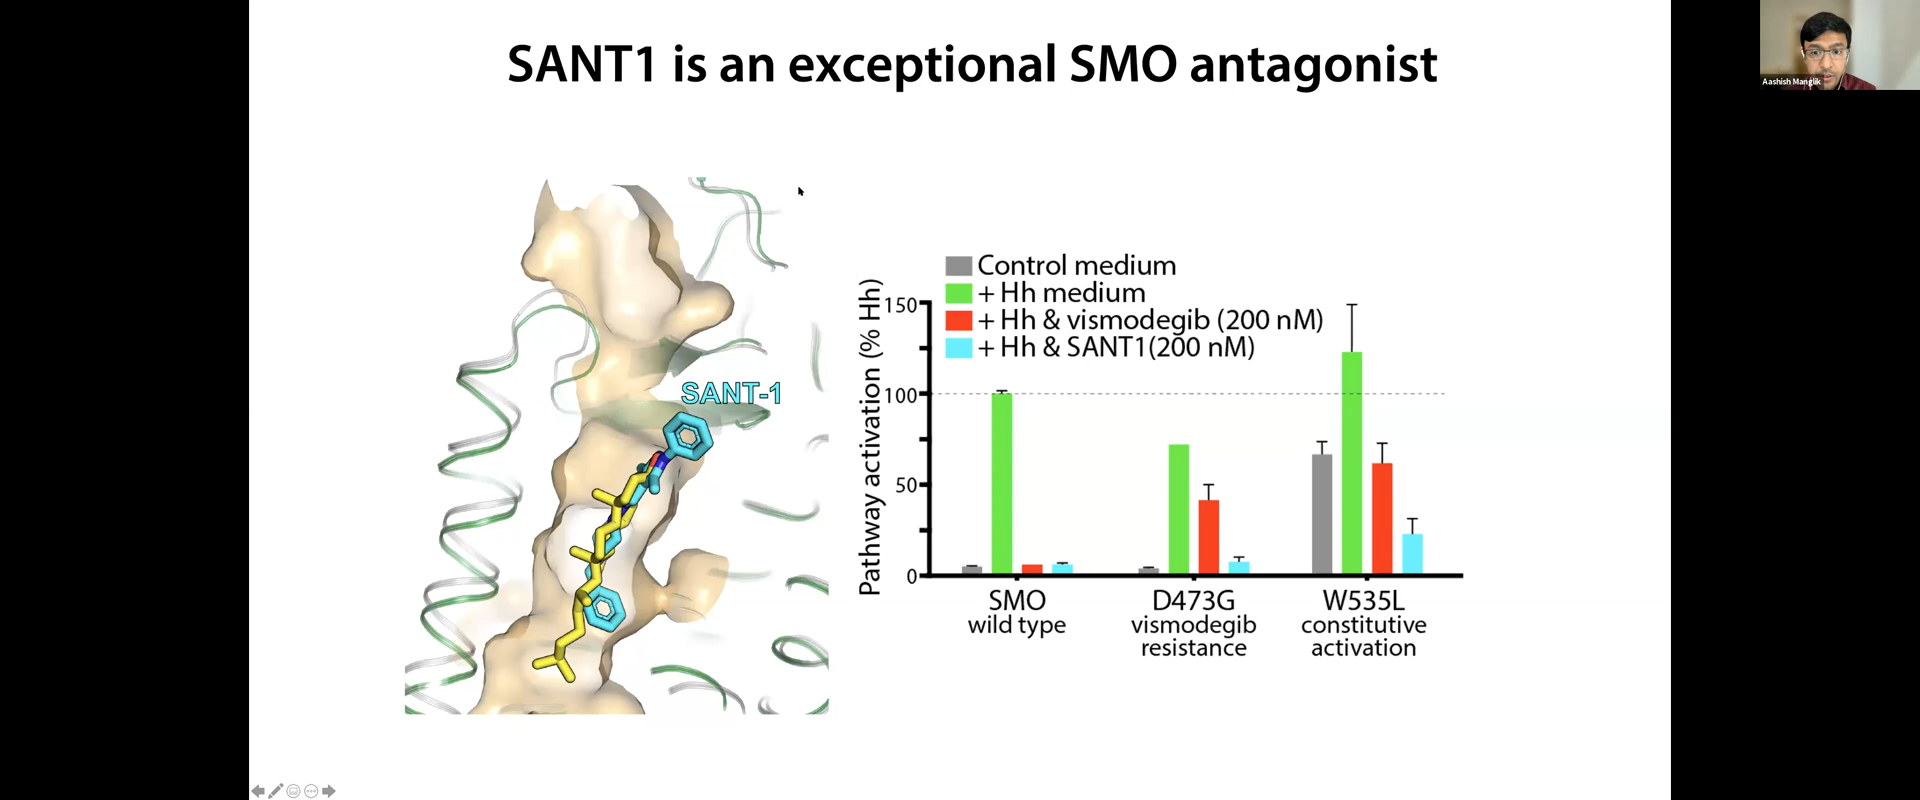 SANT1 is an exceptional SMO antagonist
Aashish Manglik
SANT-1
Control medium
+ Hh medium
+ Hh & vismodegib (200 nM)
+ Hh & SANT1(200 nM)
Pathway activation (% Hh)
150
100
50
0
SMO
wild type
D473G
vismodegib
resistance
W535L
constitutive
activation